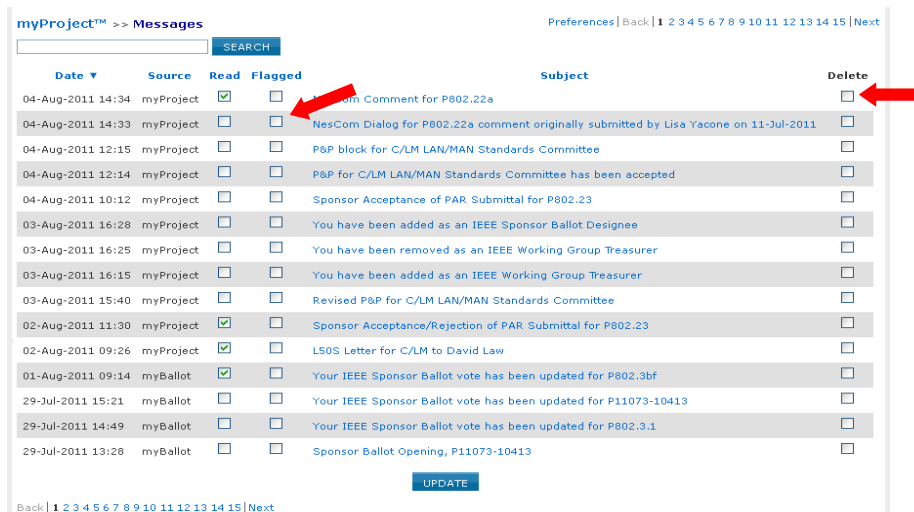 myProject™ >> Messages
Preferences | Back | 1 2 3 4 5 6 7 8 9 10 11 12 13 14 15 | Next
SEARCH
Date ▼ Source Read Flagged Subject Delete
04-Aug-2011 14:34 myProject Comment for P802.22a
04-Aug-2011 14:33 myProject NesCom Dialog for P802.22a comment originally submitted by Lisa Yacone on 11-Jul-2011
04-Aug-2011 12:15 myProject P&P block for C/LM LAN/MAN Standards Committee
04-Aug-2011 12:14 myProject P&P for C/LM LAN/MAN Standards Committee has been accepted
04-Aug-2011 10:12 myProject Sponsor Acceptance of PAR Submittal for P802.23
03-Aug-2011 16:28 myProject You have been added as an IEEE Sponsor Ballot Designee
03-Aug-2011 16:25 myProject You have been removed as an IEEE Working Group Treasurer
03-Aug-2011 16:15 myProject You have been added as an IEEE Working Group Treasurer
03-Aug-2011 15:40 myProject Revised P&P for C/LM LAN/MAN Standards Committee
02-Aug-2011 11:30 myProject Sponsor Acceptance/Rejection of PAR Submittal for P802.23
02-Aug-2011 09:26 myProject L50S Letter for C/LM to David Law
01-Aug-2011 09:14 myBallot Your IEEE Sponsor Ballot vote has been updated for P802.3bf
29-Jul-2011 15:21 myBallot Your IEEE Sponsor Ballot vote has been updated for P11073-10413
29-Jul-2011 14:49 myBallot Your IEEE Sponsor Ballot vote has been updated for P802.3.1
29-Jul-2011 13:28 myBallot Sponsor Ballot Opening, P11073-10413
UPDATE
Back | 1 2 3 4 5 6 7 8 9 10 11 12 13 14 15 | Next